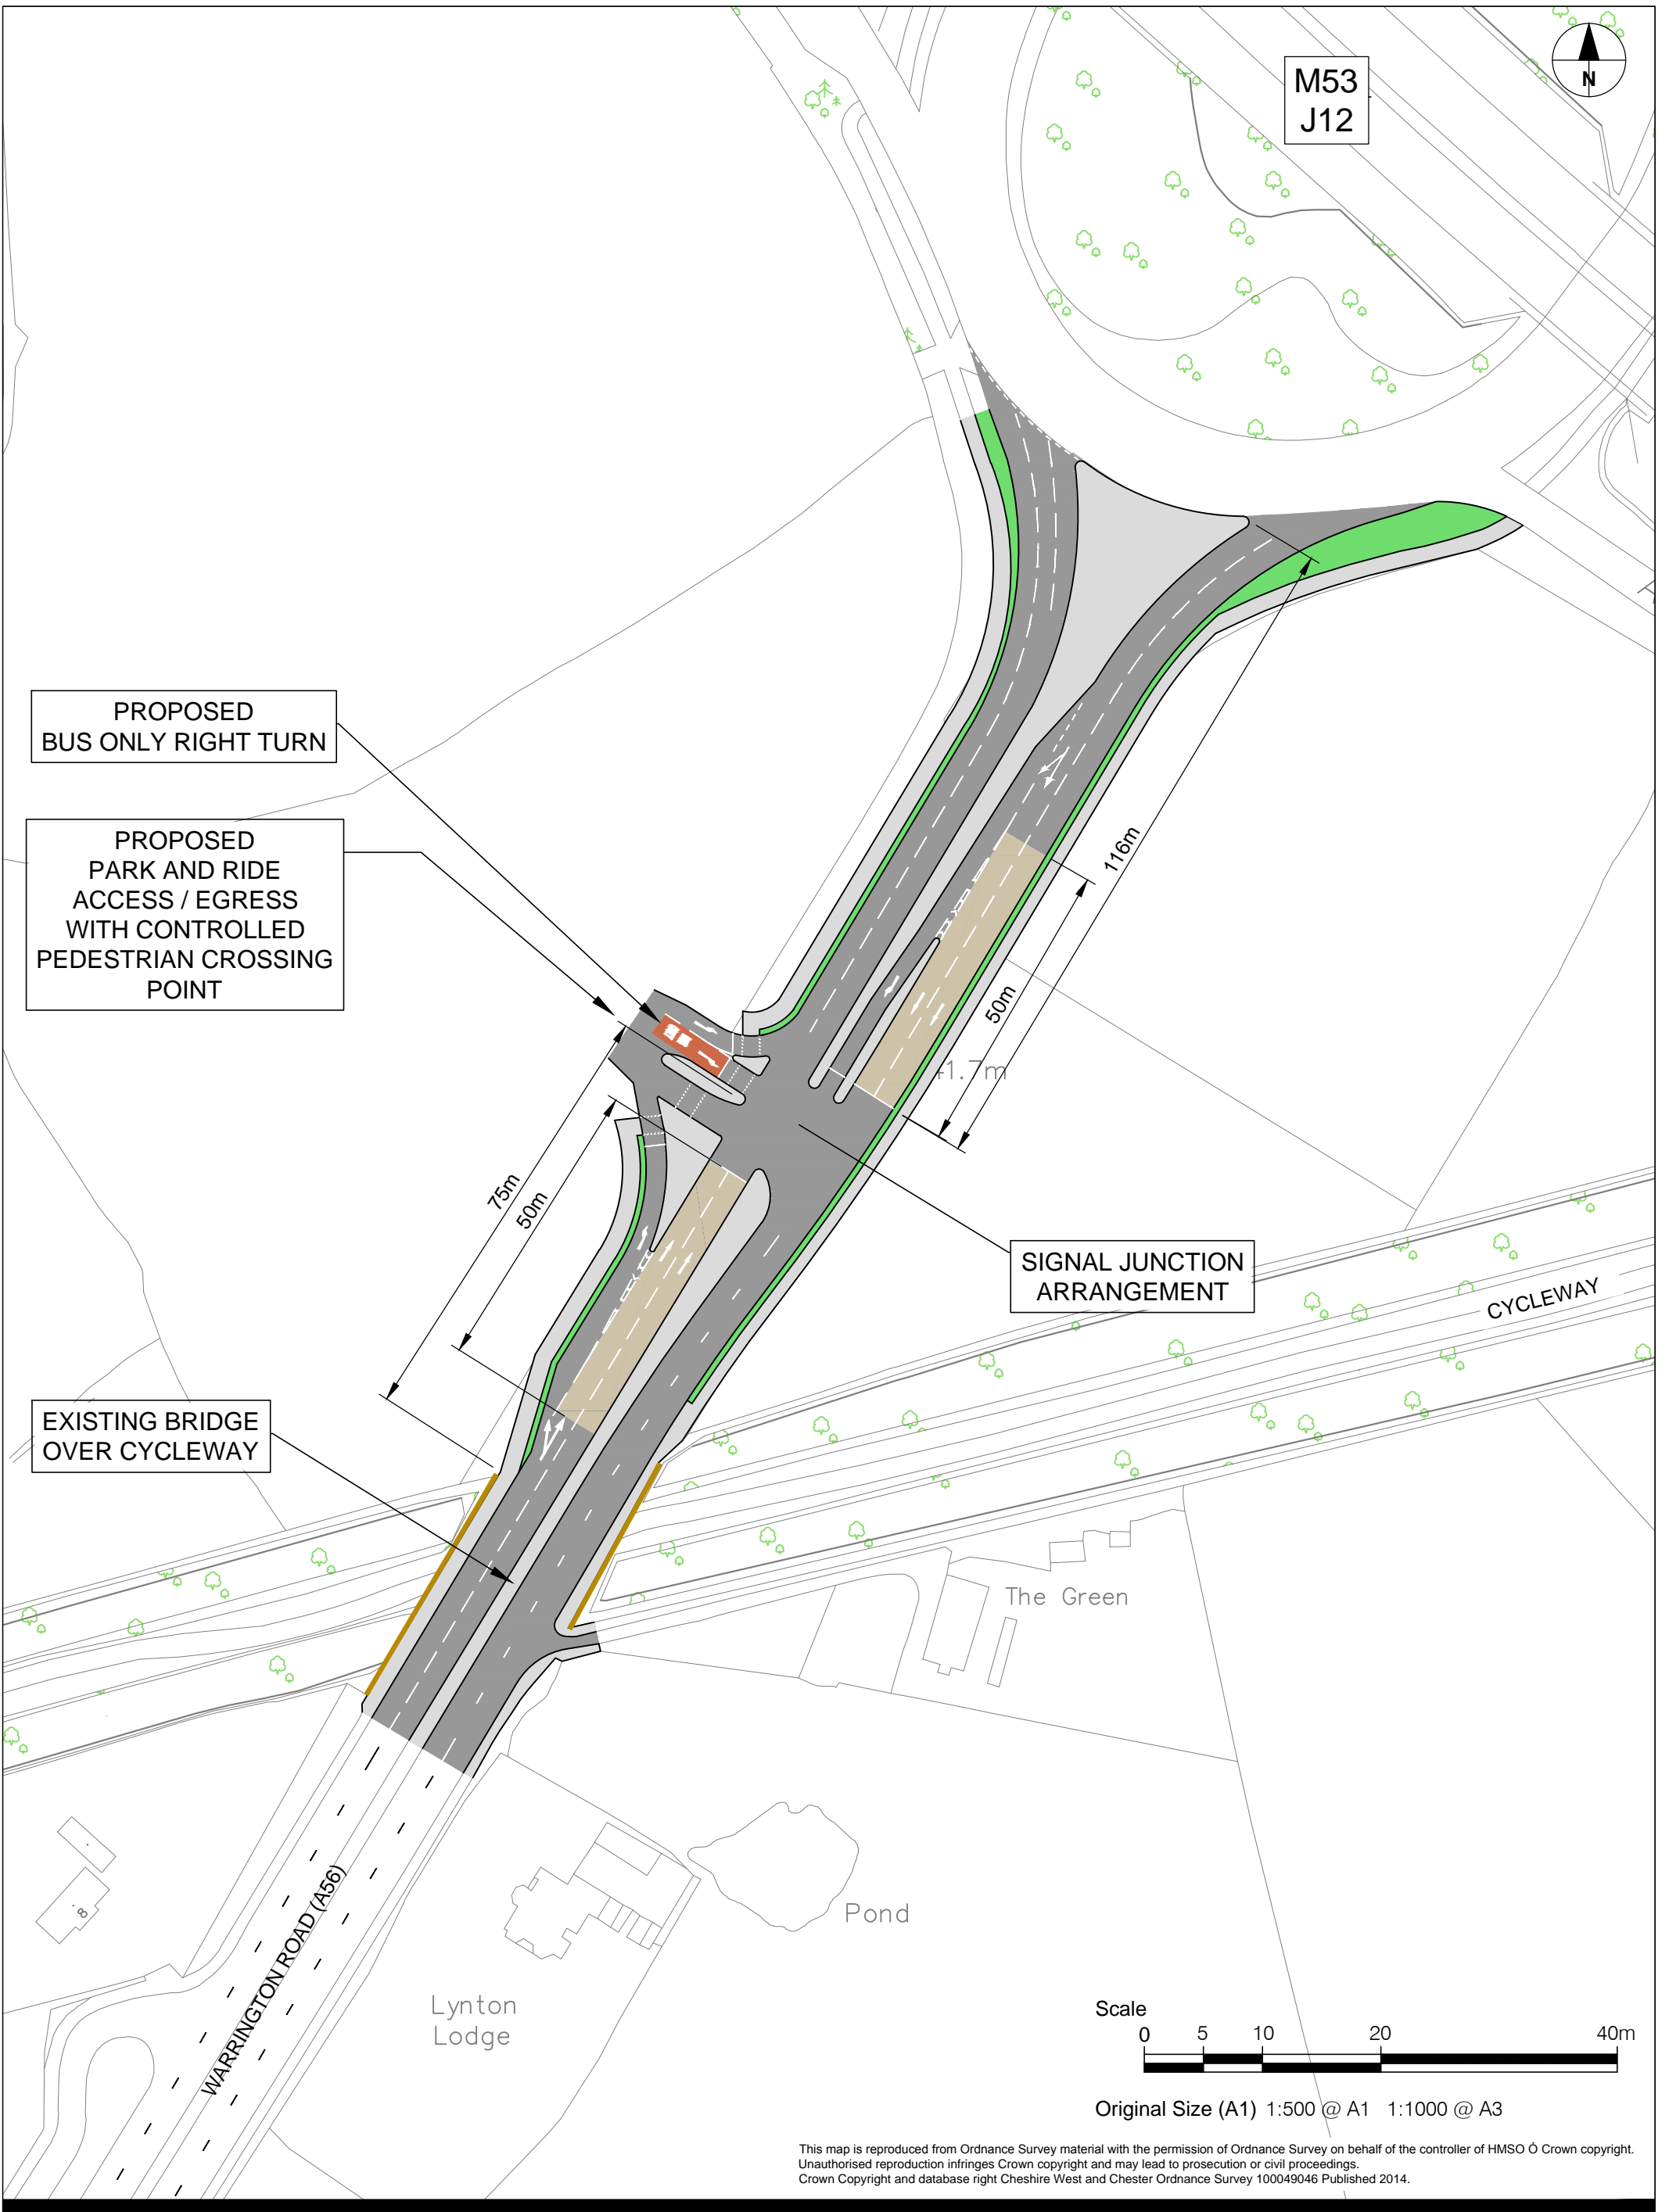 M53
J12
N
PROPOSED
BUS ONLY RIGHT TURN
PROPOSED
PARK AND RIDE
ACCESS / EGRESS
WITH CONTROLLED
PEDESTRIAN CROSSING
POINT
116m
50m
1.7m
75m
50m
SIGNAL JUNCTION
ARRANGEMENT
CYCLEWAY
EXISTING BRIDGE
OVER CYCLEWAY
The Green
8
Pond
WARRINGTON ROAD (A56)
Lynton
Lodge
Scale
0 5 10 20 40m
Original Size (A1) 1:500 @ A1 1:1000 @ A3
This map is reproduced from Ordnance Survey material with the permission of Ordnance Survey on behalf of the controller of HMSO Ó Crown copyright.
Unauthorised reproduction infringes Crown copyright and may lead to prosecution or civil proceedings.
Crown Copyright and database right Cheshire West and Chester Ordnance Survey 100049046 Published 2014.